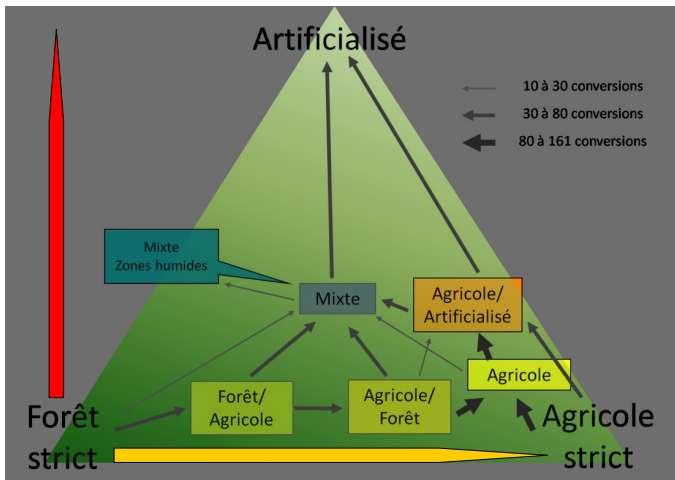 Artificialisé
10 à 30 conversions
30 à 80 conversions
80 à 161 conversions
Mixte
Zones humides
Mixte
Agricole/
Artificialisé
Agricole
Forêt/
Agricole
Agricole/
Forêt
Forêt
strict
Agricole
strict